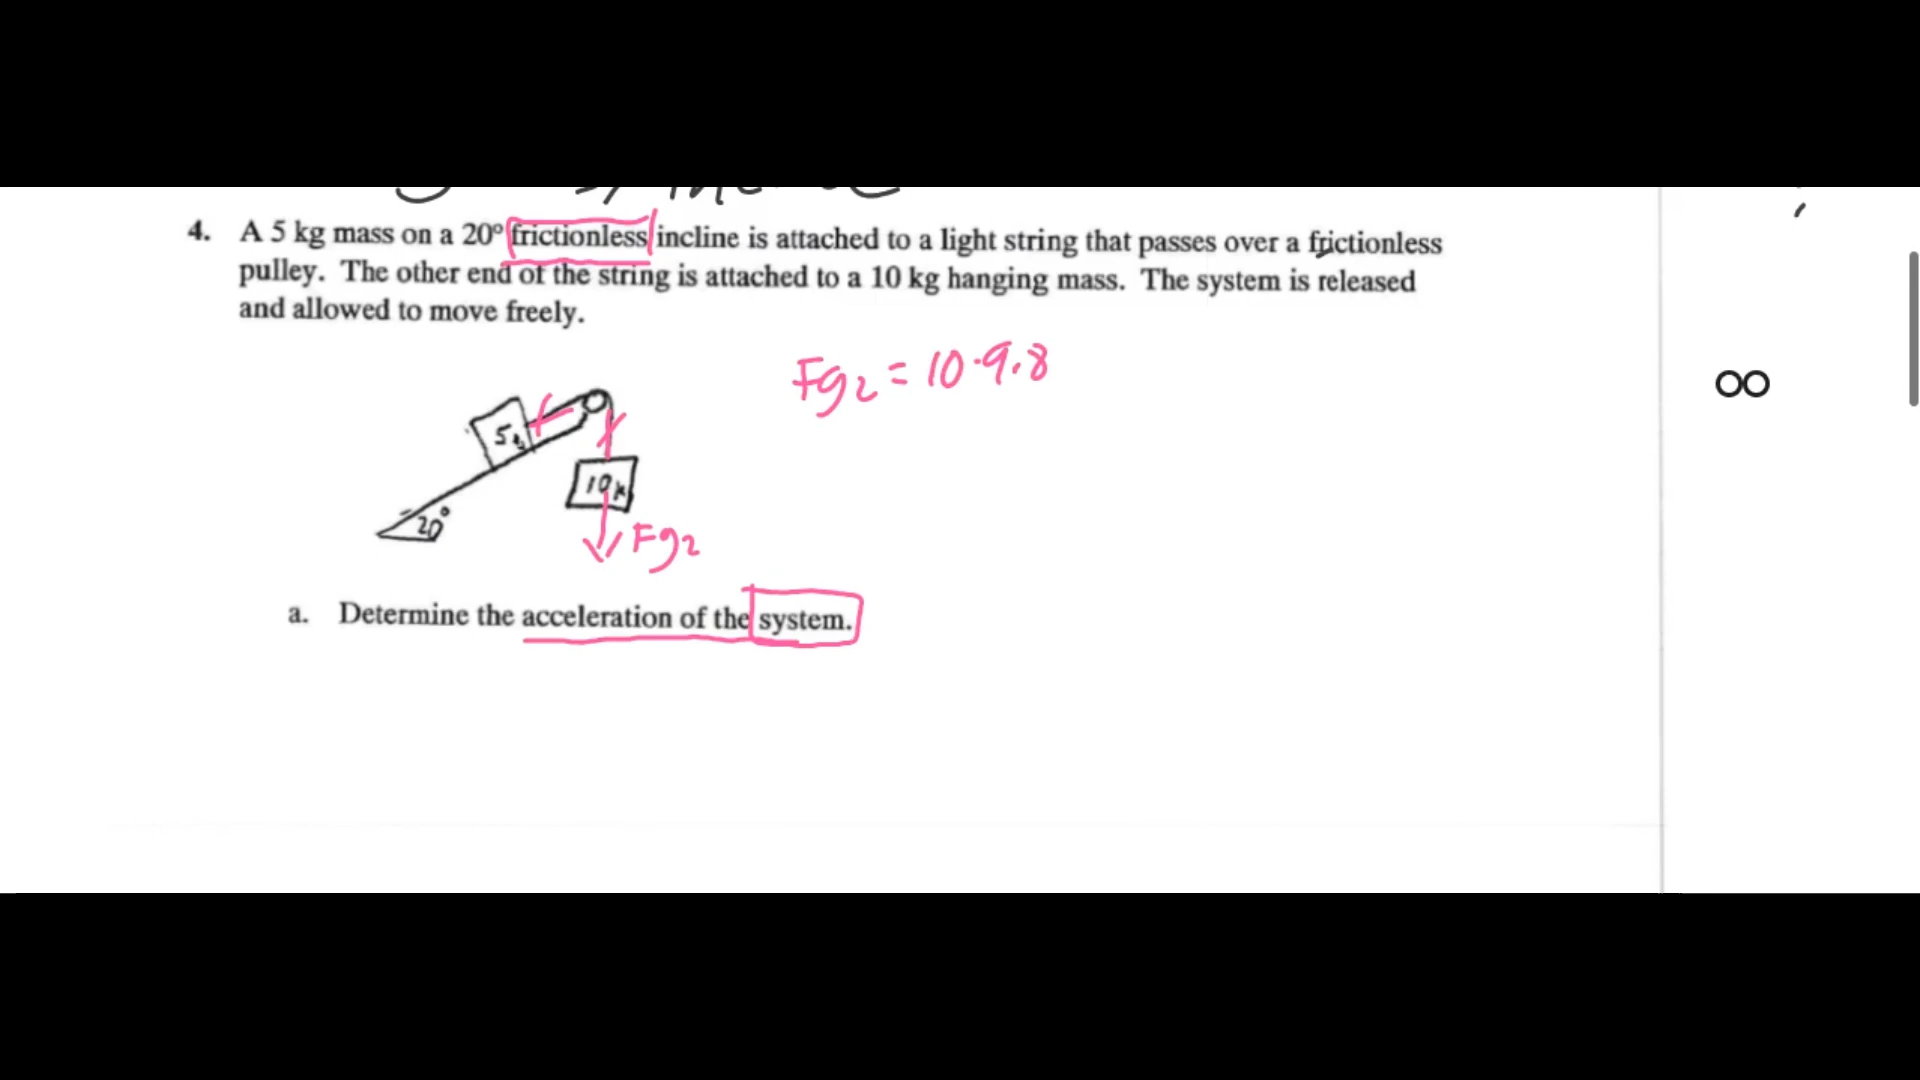 4. A 5 kg mass on a 20° frictionless incline is attached to a light string that passes over a frictionless
pulley. The other end of the string is attached to a 10 kg hanging mass. The system is released
and allowed to move freely.
Fg2 = 10·9.8
5k
10k
20°
Fg2
a. Determine the acceleration of the system.